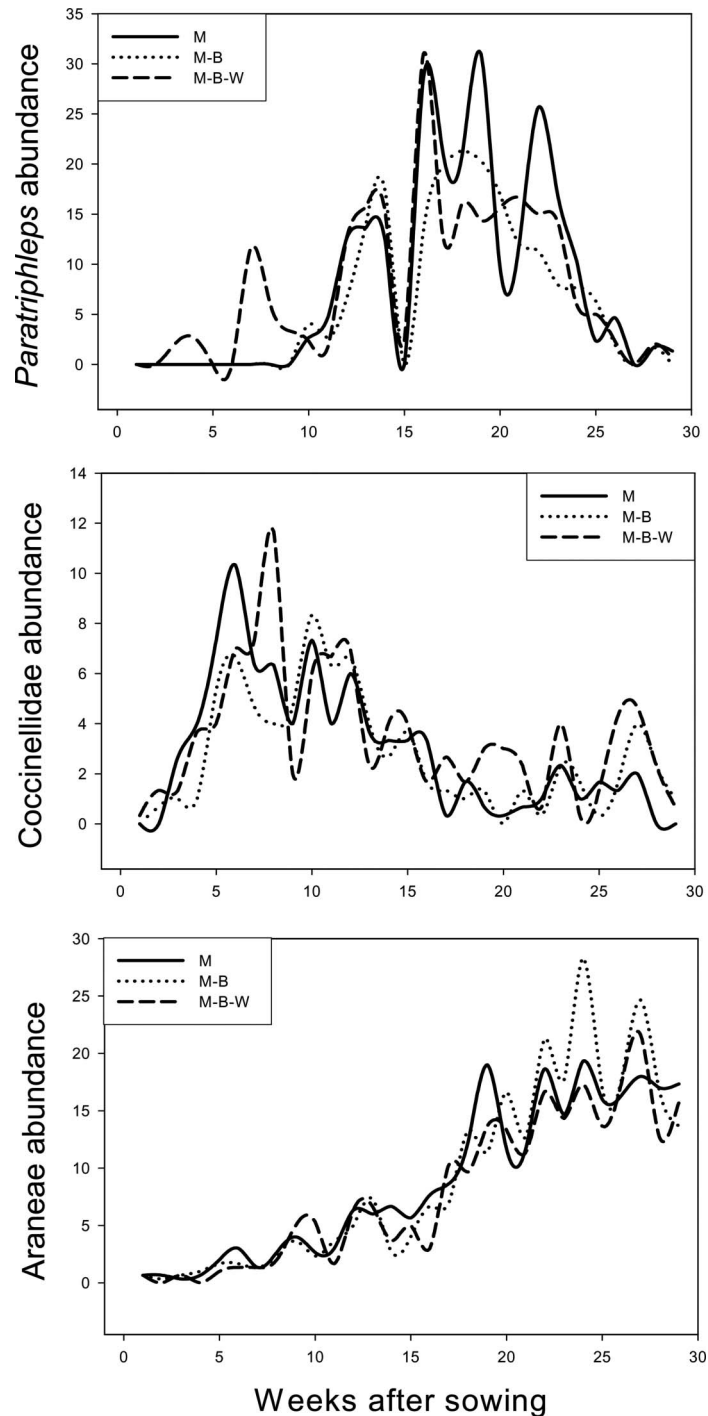 35
30
25
20
15
10
5
0
M
M-B
M-B-W
Paratriphleps abundance
0 5 10 15 20 25 30
14
12
10
8
6
4
2
0
M
M-B
M-B-W
Coccinellidae abundance
0 5 10 15 20 25 30
30
25
20
15
10
5
0
M
M-B
M-B-W
Araneae abundance
0 5 10 15 20 25 30
Weeks after sowing